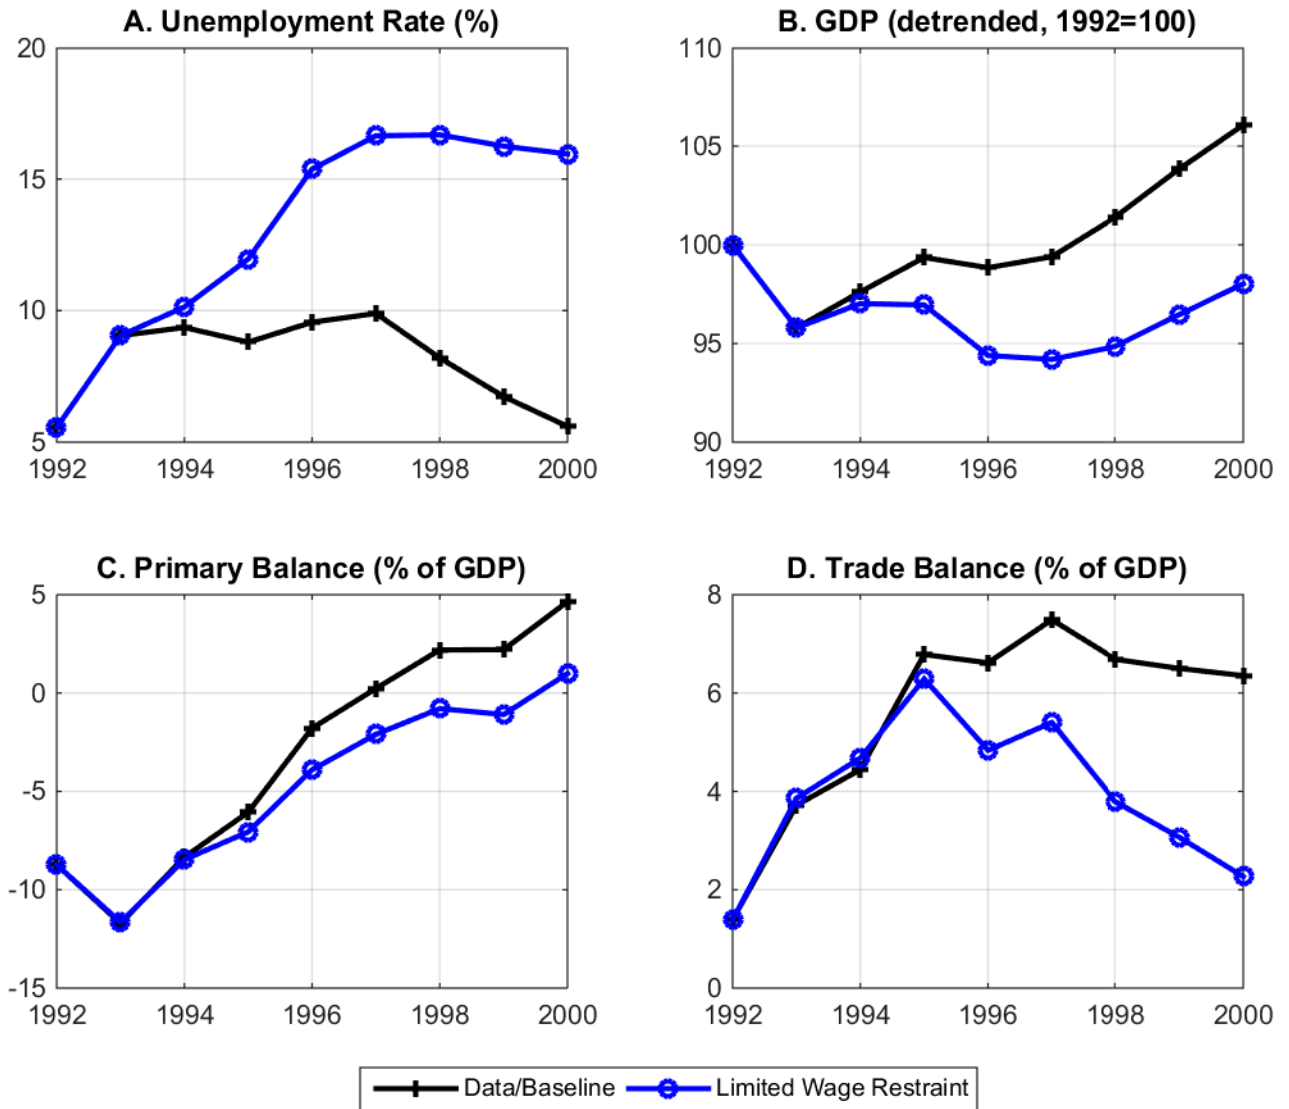 A. Unemployment Rate (%)
20
15
10
5
1992 1994 1996 1998 2000
B. GDP (detrended, 1992=100)
110
105
100
95
90
1992 1994 1996 1998 2000
C. Primary Balance (% of GDP)
5
0
-5
-10
-15
1992 1994 1996 1998 2000
D. Trade Balance (% of GDP)
8
6
4
2
0
1992 1994 1996 1998 2000
Data/Baseline Limited Wage Restraint